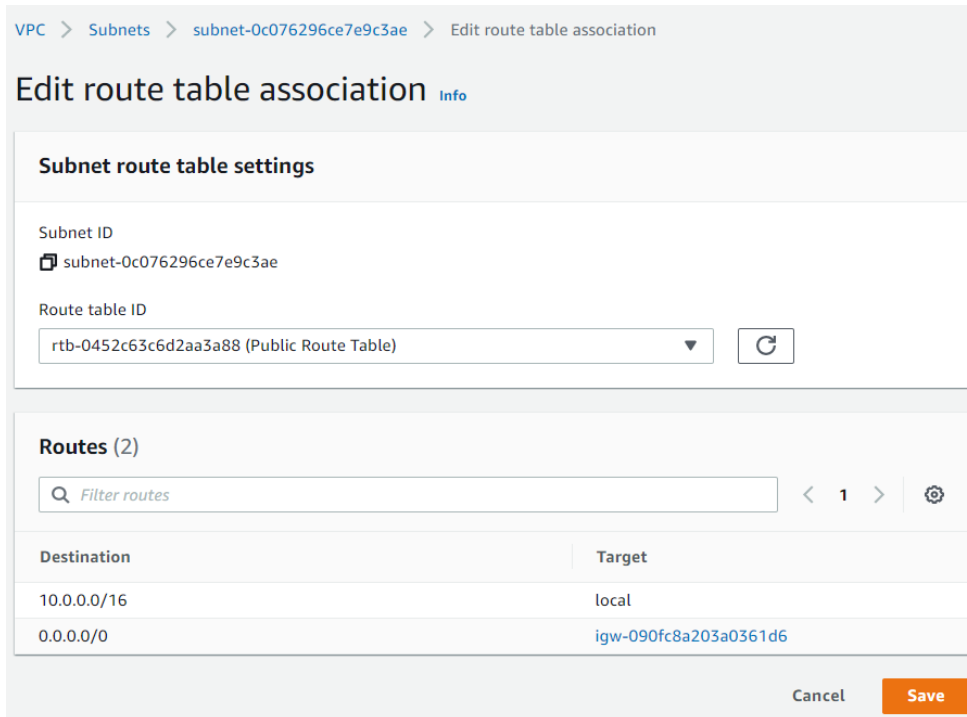 VPC > Subnets > subnet-0c076296ce7e9c3ae > Edit route table association
Edit route table association Info
Subnet route table settings
Subnet ID
subnet-0c076296ce7e9c3ae
Route table ID
rtb-0452c63c6d2aa3a88 (Public Route Table)
Routes (2)
Filter routes
< 1 >
Destination Target
10.0.0.0/16 local
0.0.0.0/0 igw-090fc8a203a0361d6
Cancel Save